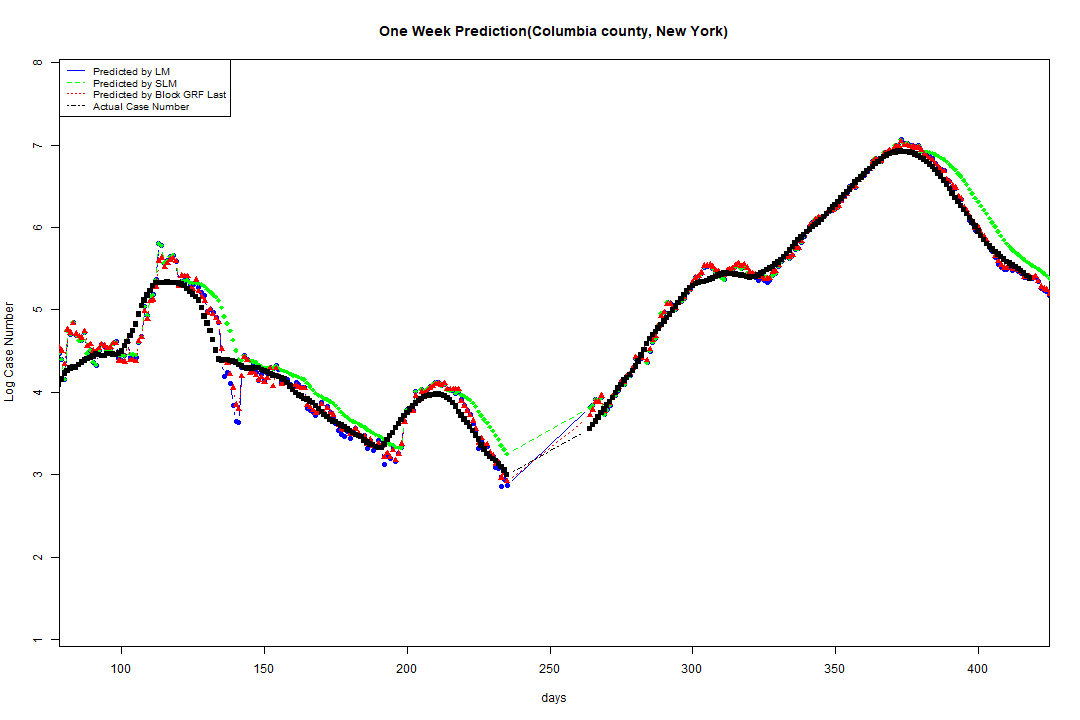 One Week Prediction(Columbia county, New York)
Predicted by LM
Predicted by SLM
Predicted by Block GRF Last
Actual Case Number
Log Case Number
8
7
6
5
4
3
2
1
100 150 200 250 300 350 400
days